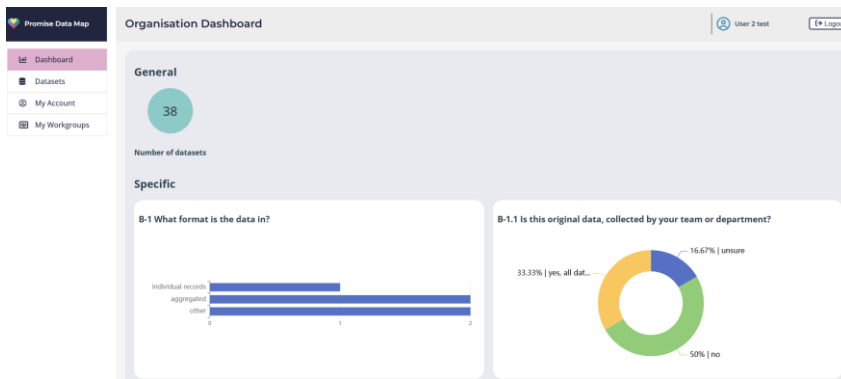 Promise Data Map
Organisation Dashboard
User 2 test
Logou
Dashboard
Datasets
My Account
My Workgroups
General
38
Number of datasets
Specific
B-1 What format is the data in?
individual records
aggregated
other
0
1
2
B-1.1 Is this original data, collected by your team or department?
16.67% | unsure
33.33% | yes, all dat...
50% | no